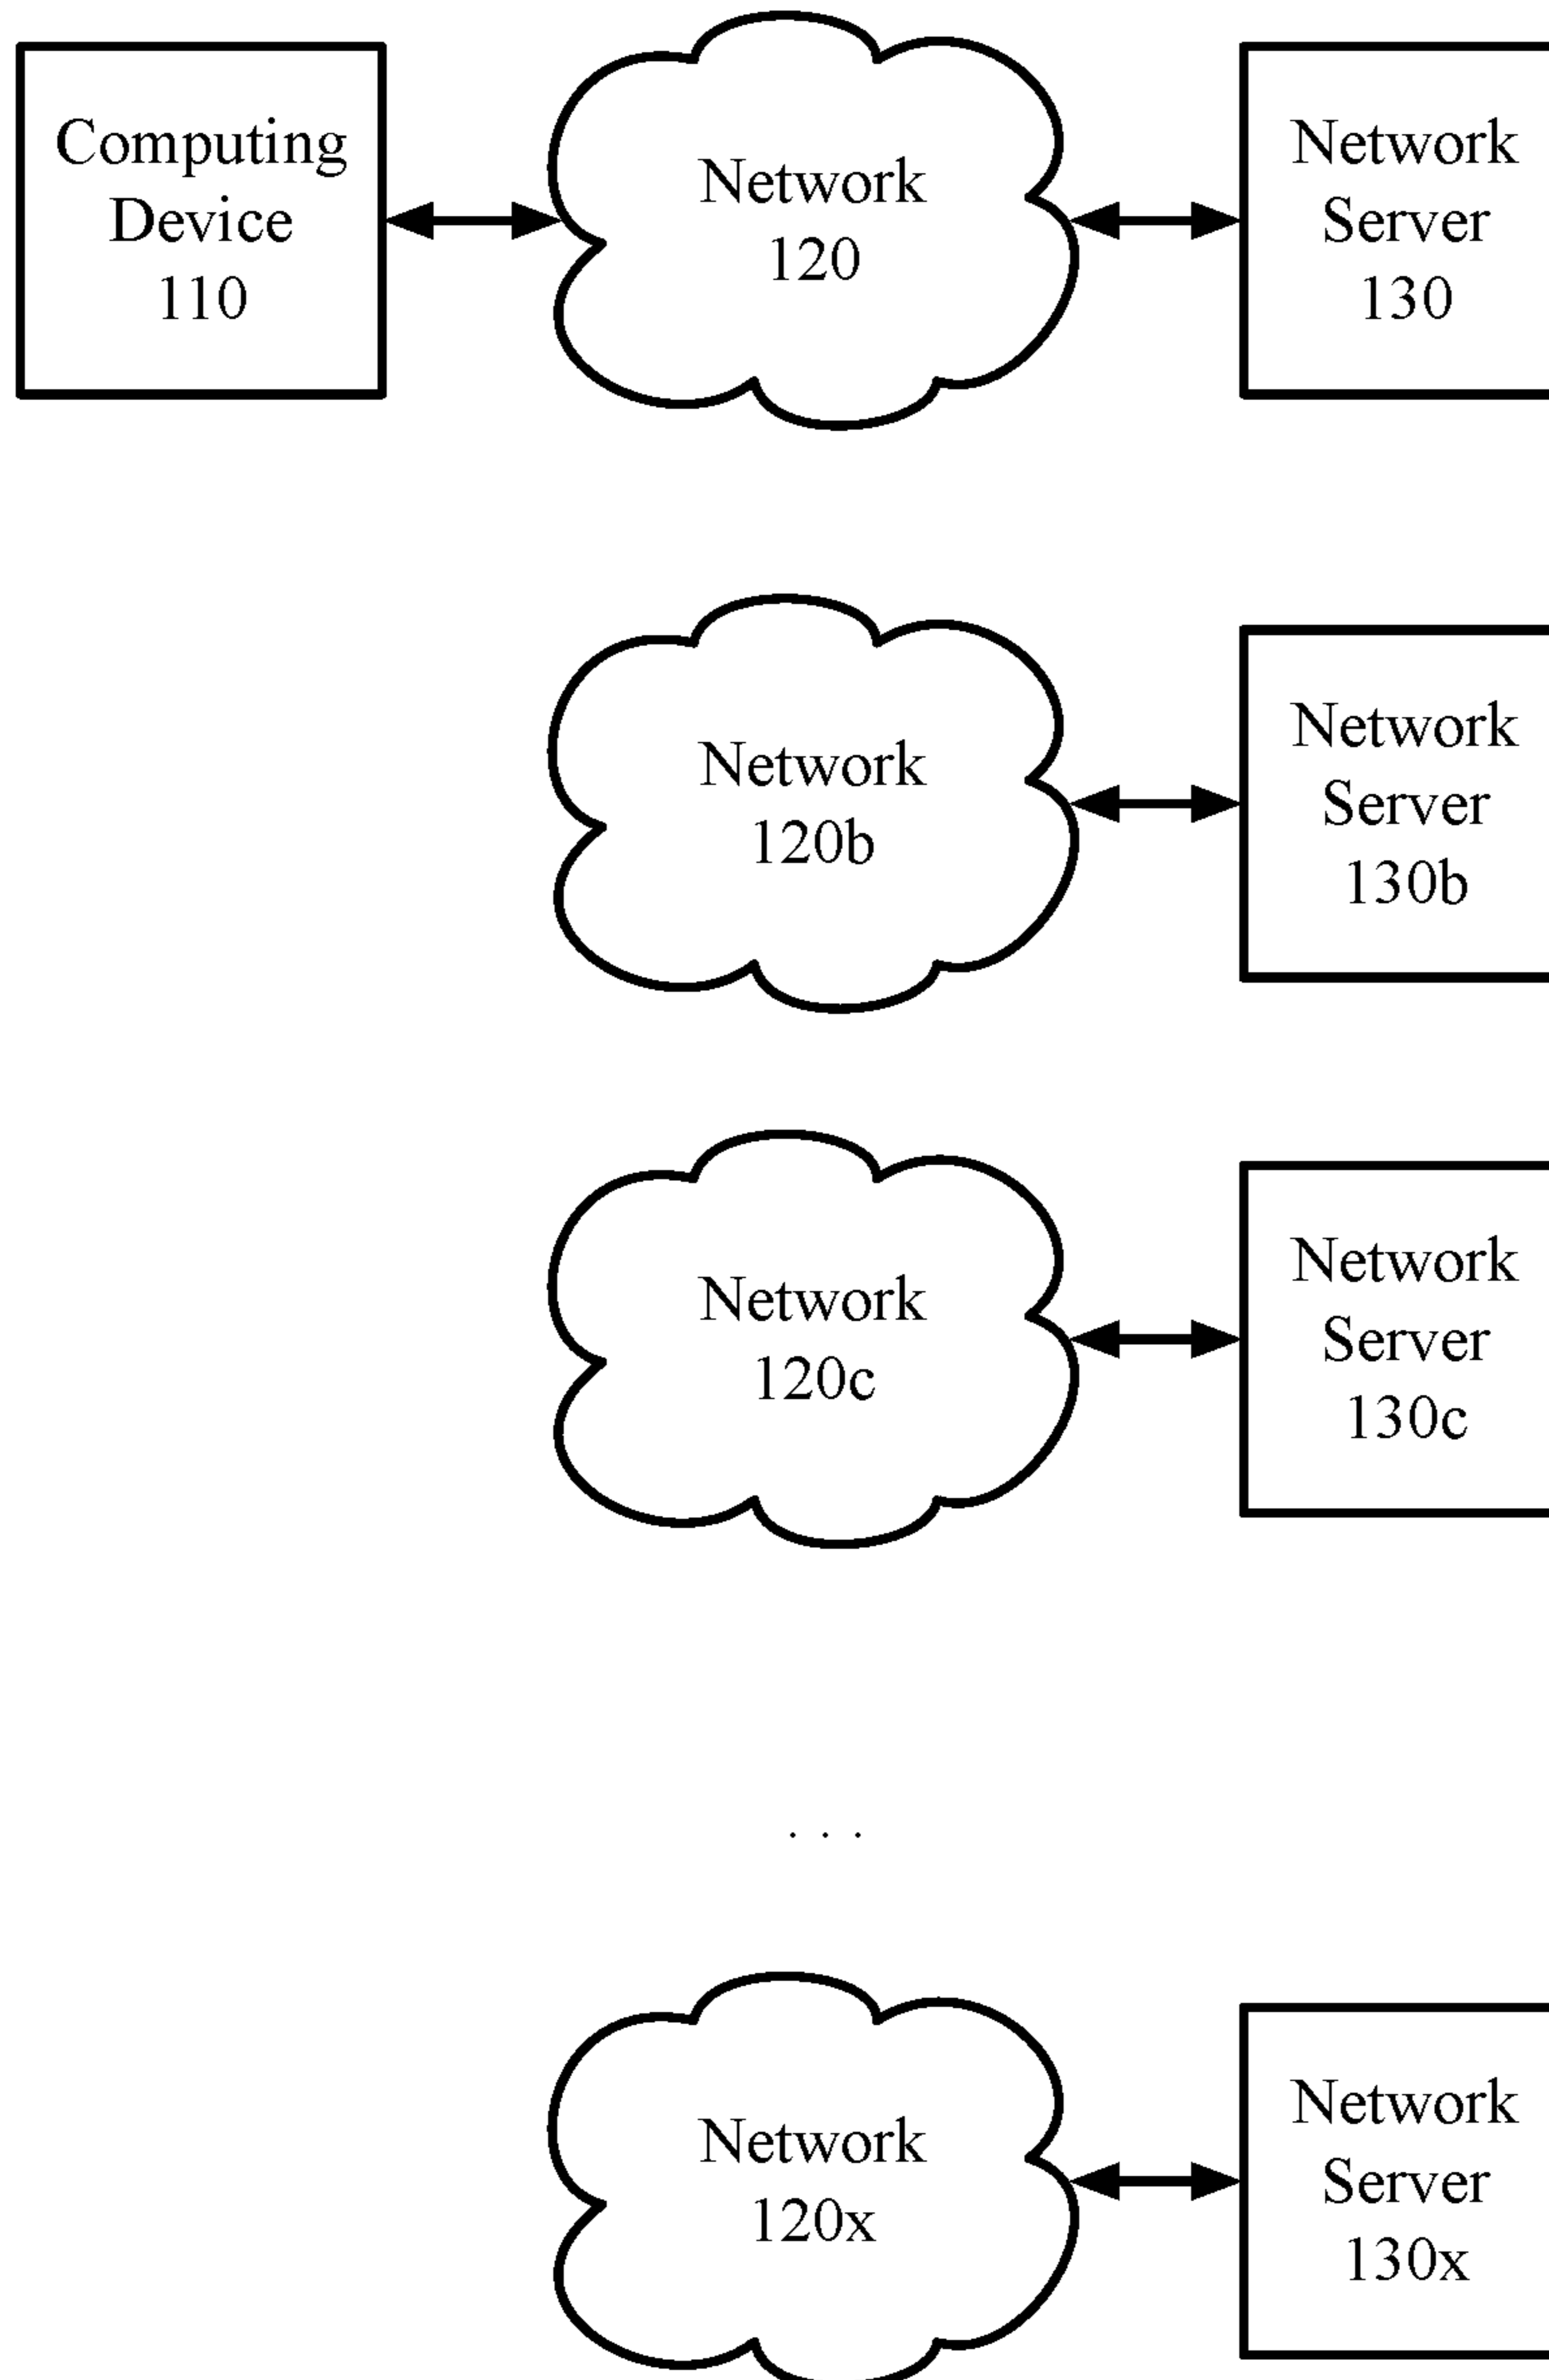 Computing
Device
110
Network
120
Network
Server
130
Network
120b
Network
Server
130b
Network
120c
Network
Server
130c
. . .
Network
120x
Network
Server
130x